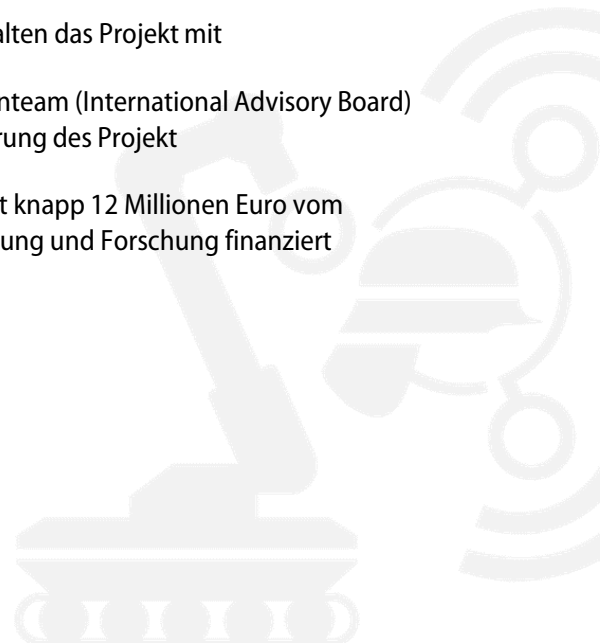 alten das Projekt mit
nteam (International Advisory Board)
rung des Projekt
t knapp 12 Millionen Euro vom
ung und Forschung finanziert